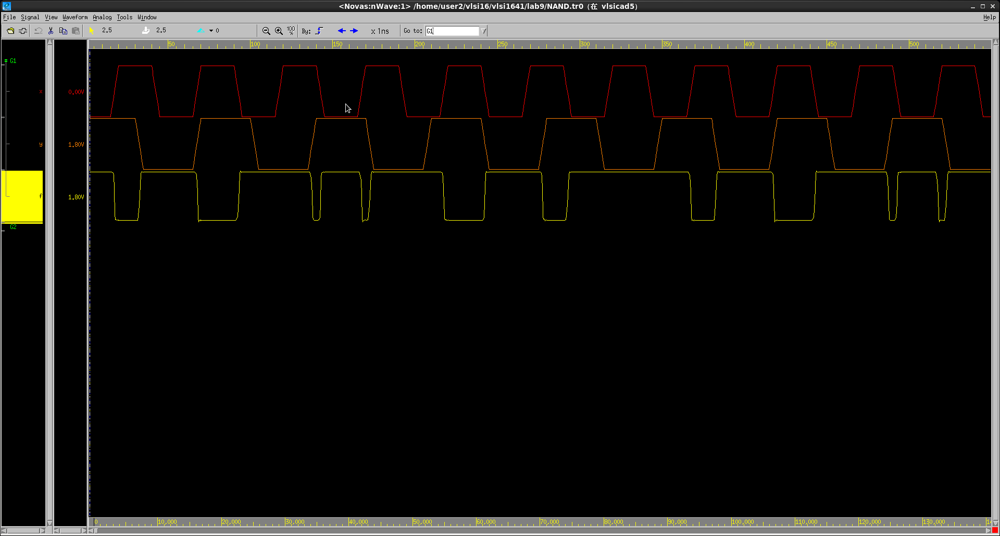 <Novas:nWave:1> /home/user2/vlsi16/vlsi1641/lab9/NAND.tr0 (在 vlsicad5)
File Signal View Waveform Analog Tools Window Help
2.5 2.5 0 100 % By: x 1ns Go to: G1
50 100 150 200 250 300 350 400 450 500
G1
x 0.00V
y 1.80V
f 1.80V
G2
0 10,000 20,000 30,000 40,000 50,000 60,000 70,000 80,000 90,000 100,000 110,000 120,000 130,000